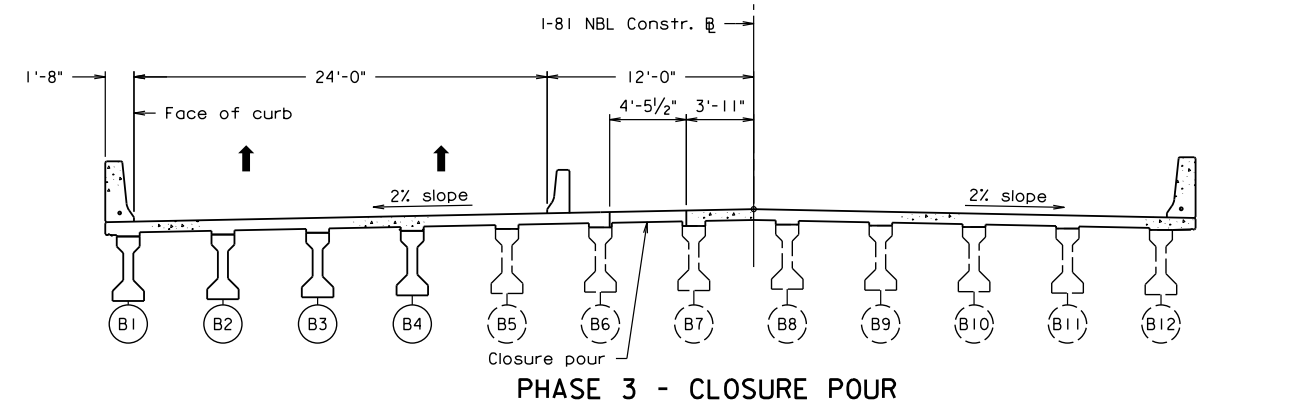 I-81 NBL Constr. ℄
1'-8"
24'-0"
12'-0"
4'-5½"
3'-11"
Face of curb
2% slope
2% slope
B1
B2
B3
B4
B5
B6
B7
B8
B9
B10
B11
B12
Closure pour
PHASE 3 - CLOSURE POUR